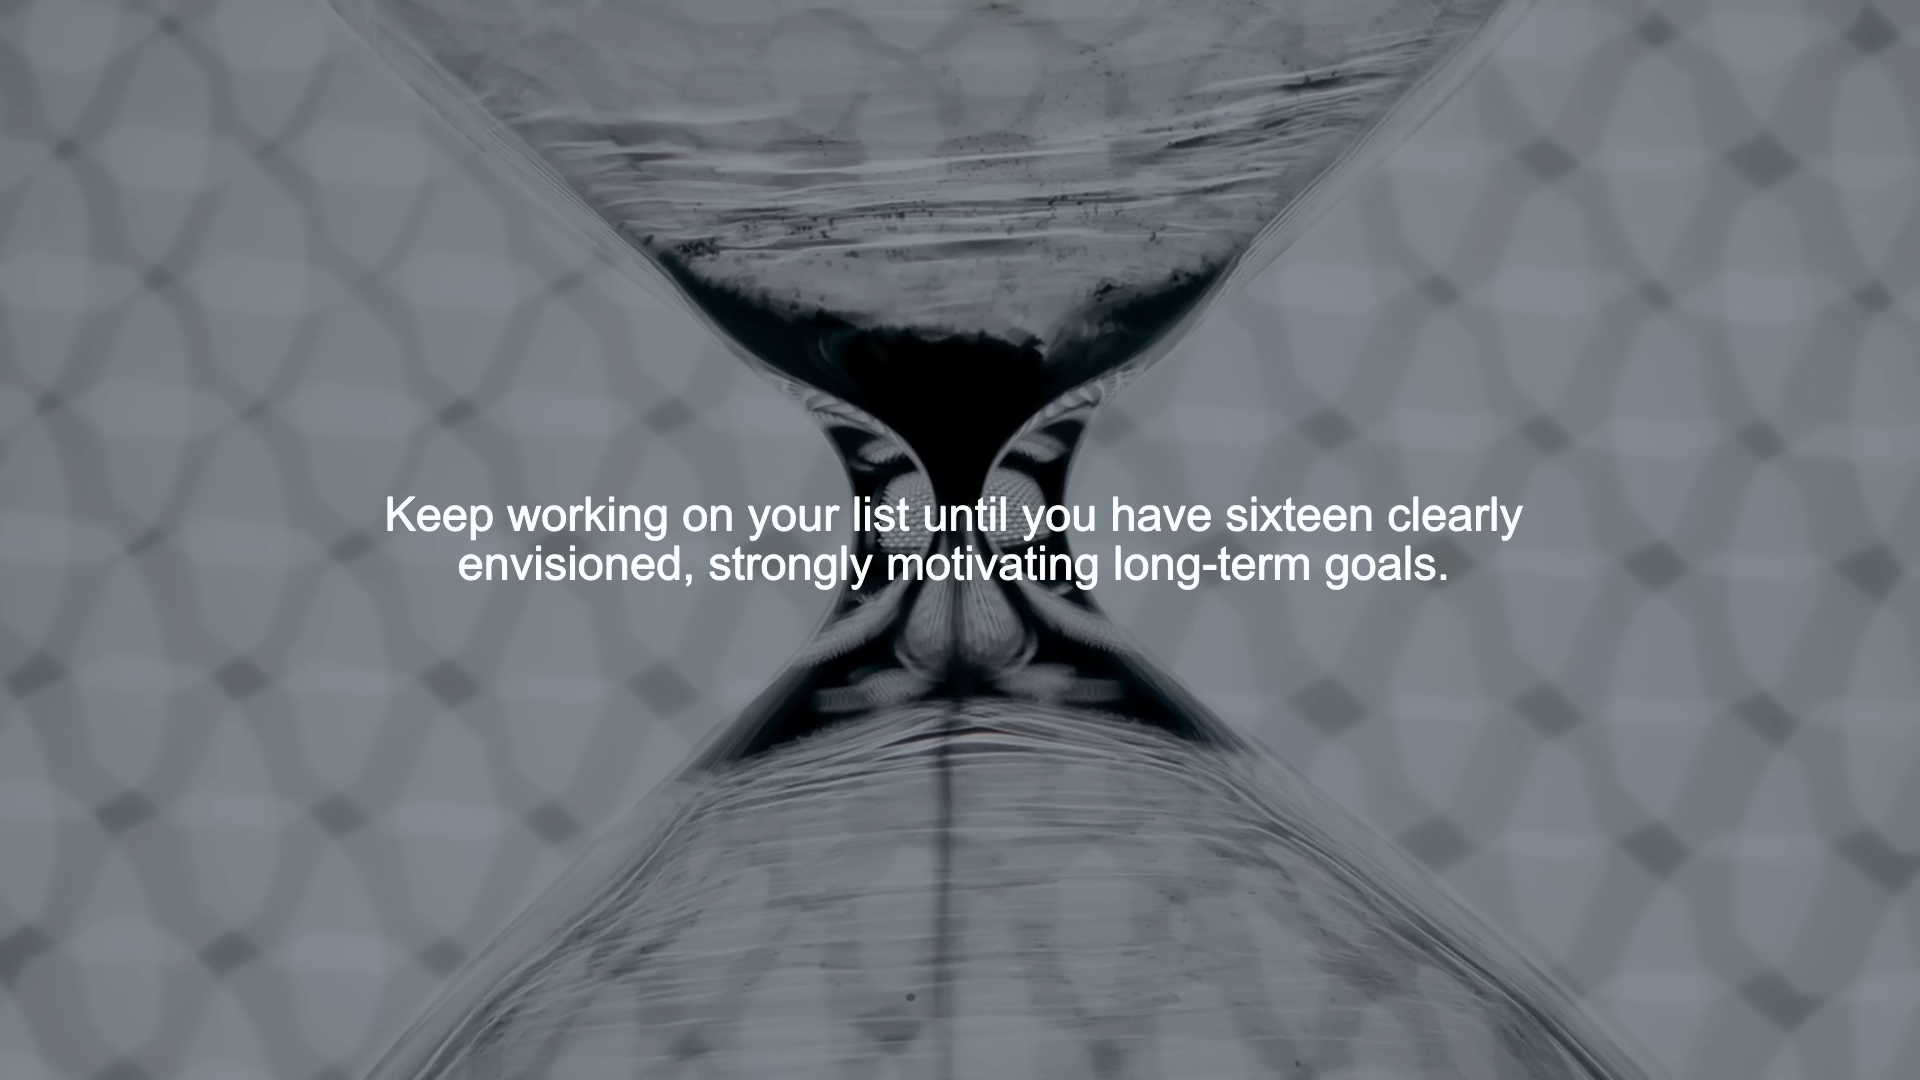 Keep working on your list until you have sixteen clearly
envisioned, strongly motivating long-term goals.